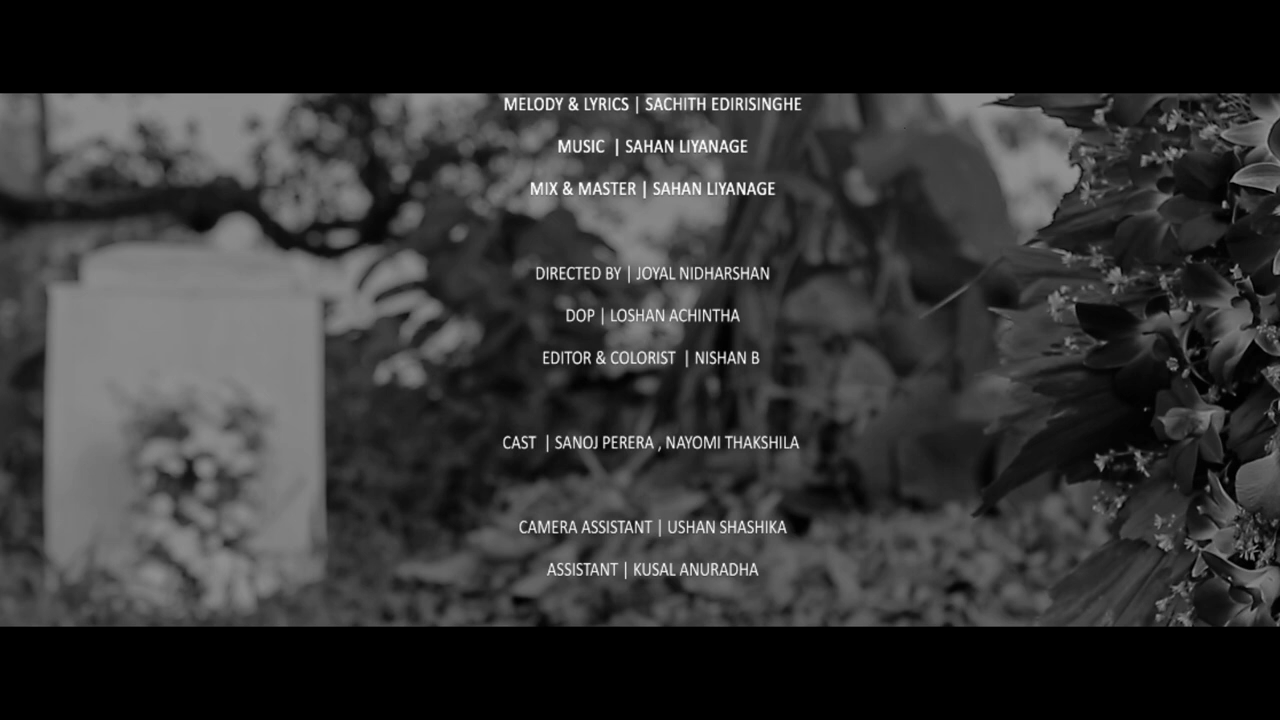 MELODY & LYRICS | SACHITH EDIRISINGHE
MUSIC | SAHAN LIYANAGE
MIX & MASTER | SAHAN LIYANAGE
DIRECTED BY | JOYAL NIDHARSHAN
DOP | LOSHAN ACHINTHA
EDITOR & COLORIST | NISHAN B
CAST | SANOJ PERERA , NAYOMI THAKSHILA
CAMERA ASSISTANT | USHAN SHASHIKA
ASSISTANT | KUSAL ANURADHA